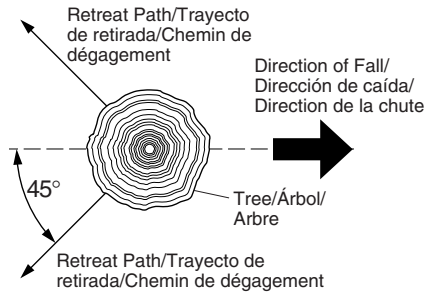 Retreat Path/Trayecto
de retirada/Chemin de
dégagement
Direction of Fall/
Dirección de caída/
Direction de la chute
45°
Tree/Árbol/
Arbre
Retreat Path/Trayecto de
retirada/Chemin de dégagement